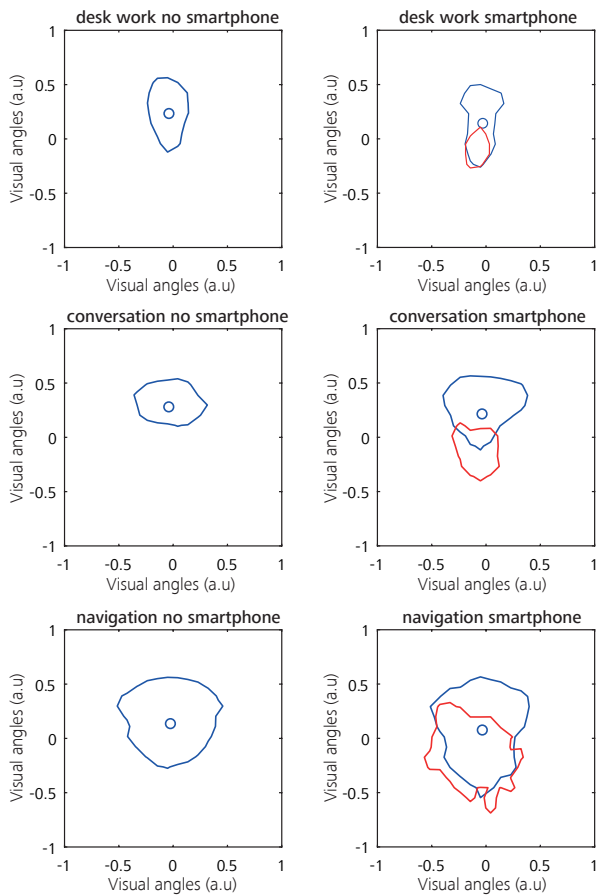 desk work no smartphone
1
0.5
0
-0.5
-1
Visual angles (a.u)
-1 -0.5 0 0.5 1
Visual angles (a.u)
desk work smartphone
1
0.5
0
-0.5
-1
Visual angles (a.u)
-1 -0.5 0 0.5 1
Visual angles (a.u)
conversation no smartphone
1
0.5
0
-0.5
-1
Visual angles (a.u)
-1 -0.5 0 0.5 1
Visual angles (a.u)
conversation smartphone
1
0.5
0
-0.5
-1
Visual angles (a.u)
-1 -0.5 0 0.5 1
Visual angles (a.u)
navigation no smartphone
1
0.5
0
-0.5
-1
Visual angles (a.u)
-1 -0.5 0 0.5 1
Visual angles (a.u)
navigation smartphone
1
0.5
0
-0.5
-1
Visual angles (a.u)
-1 -0.5 0 0.5 1
Visual angles (a.u)